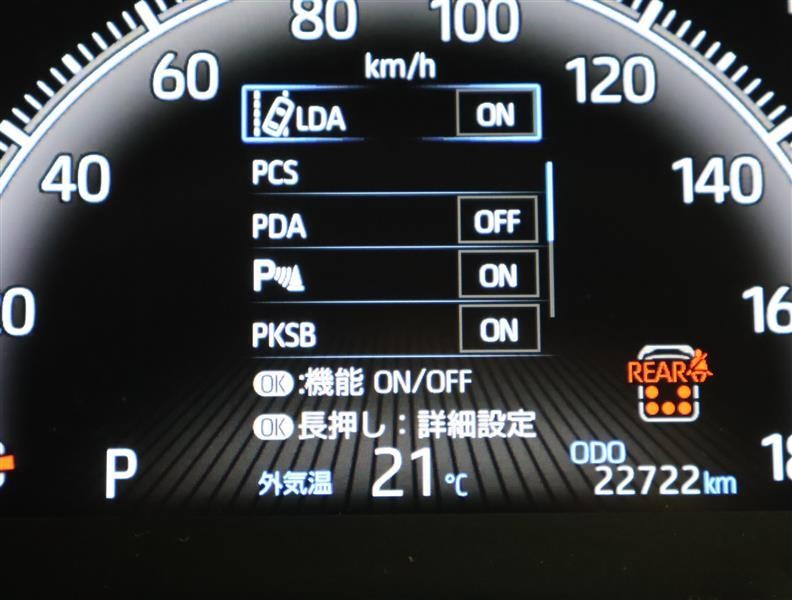 80 100
km/h
60 120
LDA ON
40 140
PCS
PDA OFF
P ON
PKSB ON
REAR
OK:機能 ON/OFF
OK長押し:詳細設定
P 外気温 21℃
ODO
22722km